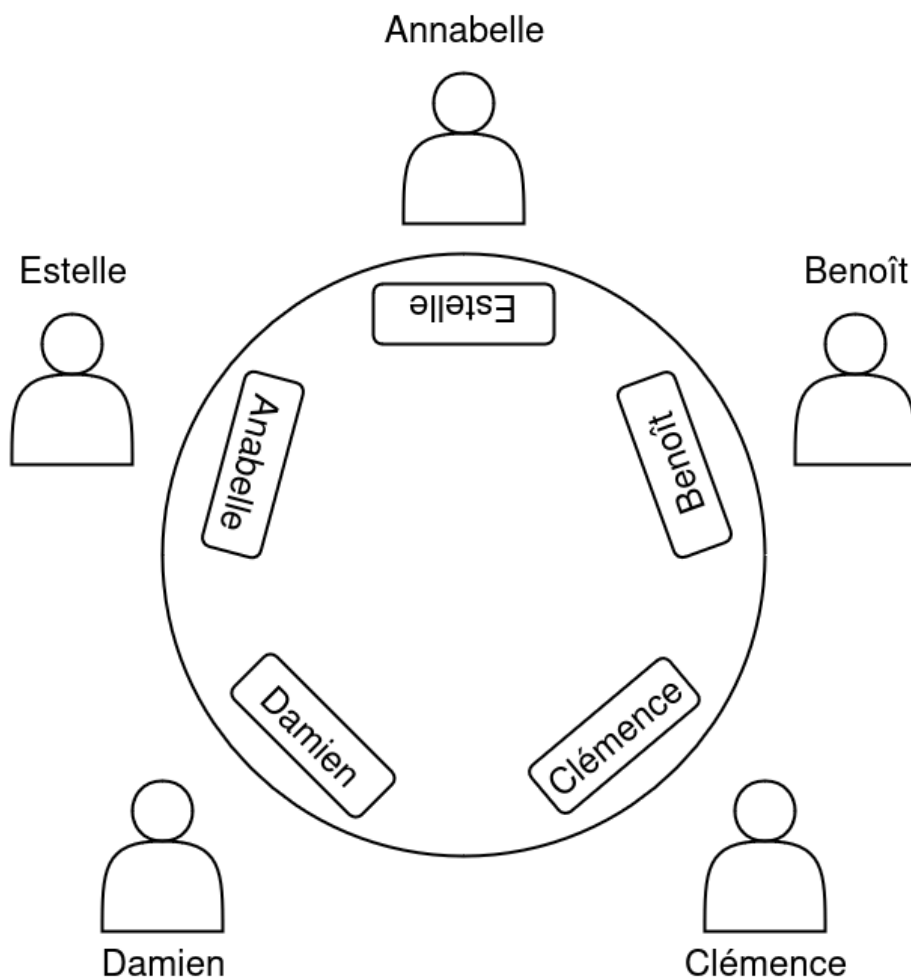 Annabelle
Estelle
Benoît
Estelle
Anabelle
Benoît
Damien
Clémence
Damien
Clémence